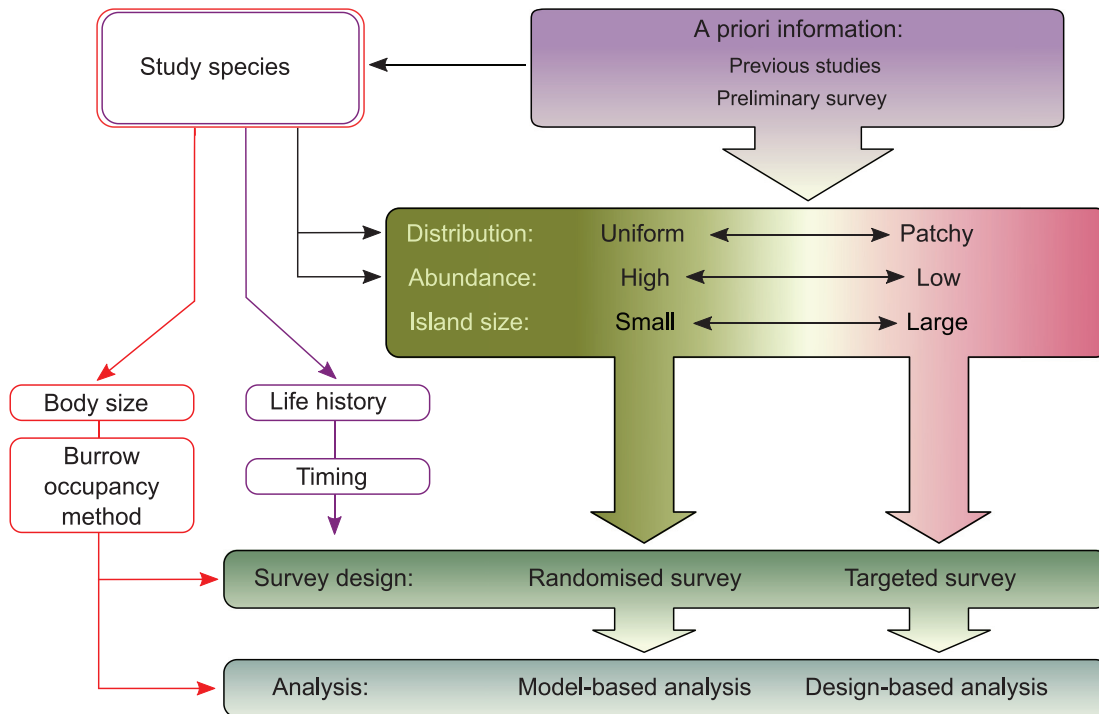 Study species
A priori information:
Previous studies
Preliminary survey
Distribution: Uniform Patchy
Abundance: High Low
Island size: Small Large
Body size
Life history
Burrow
occupancy
method
Timing
Survey design: Randomised survey Targeted survey
Analysis: Model-based analysis Design-based analysis